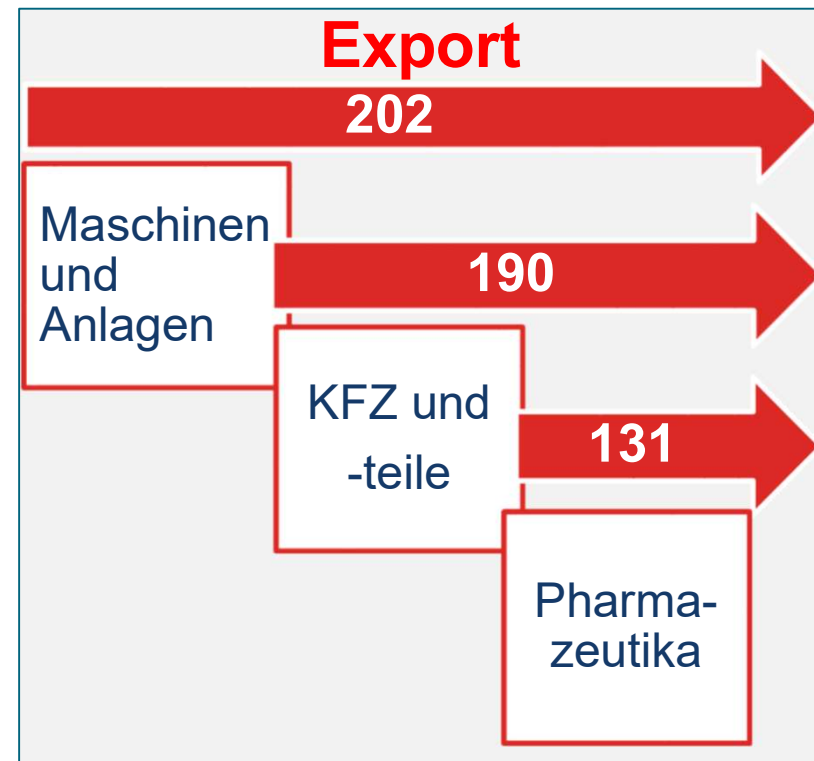 Export
202
Maschinen
und
Anlagen
190
KFZ und
-teile
131
Pharma-
zeutika